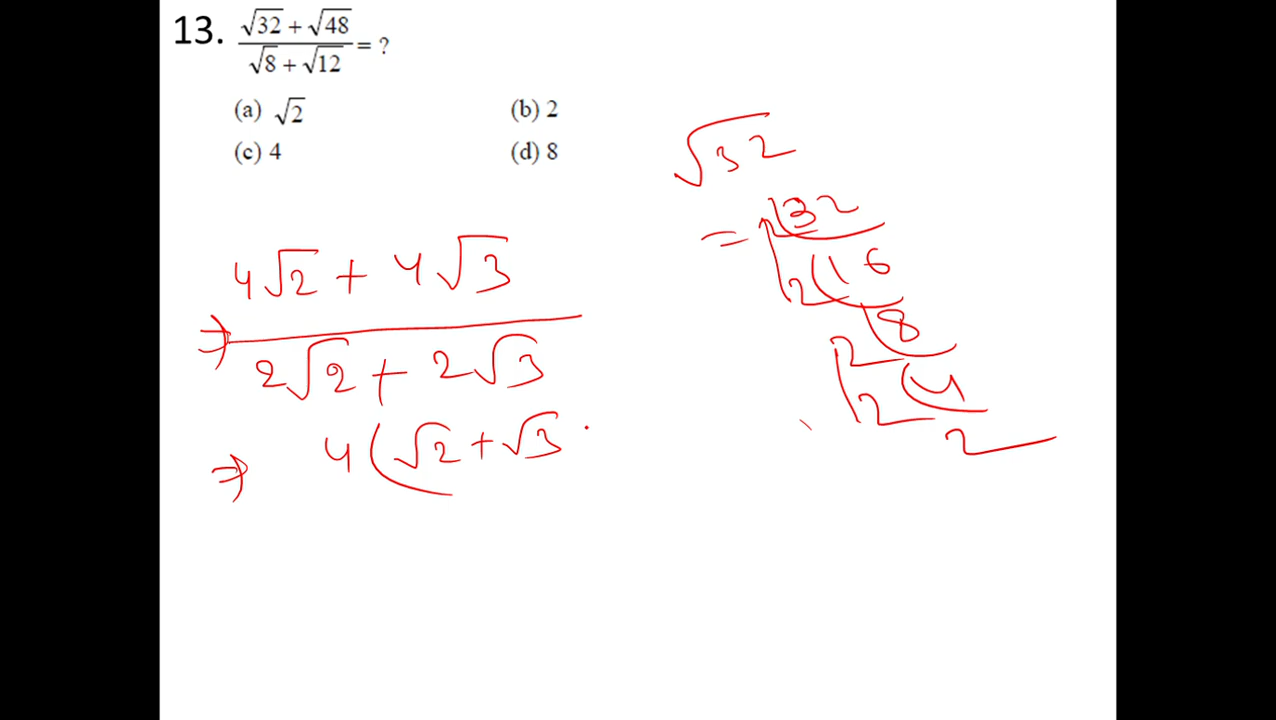 13. √32 + √48 / √8 + √12 = ?
(a) √2 (b) 2
(c) 4 (d) 8
√32
= 2 32
2 16
2 8
2 4
2
⇒ 4√2 + 4√3 / 2√2 + 2√3
⇒ 4(√2 + √3